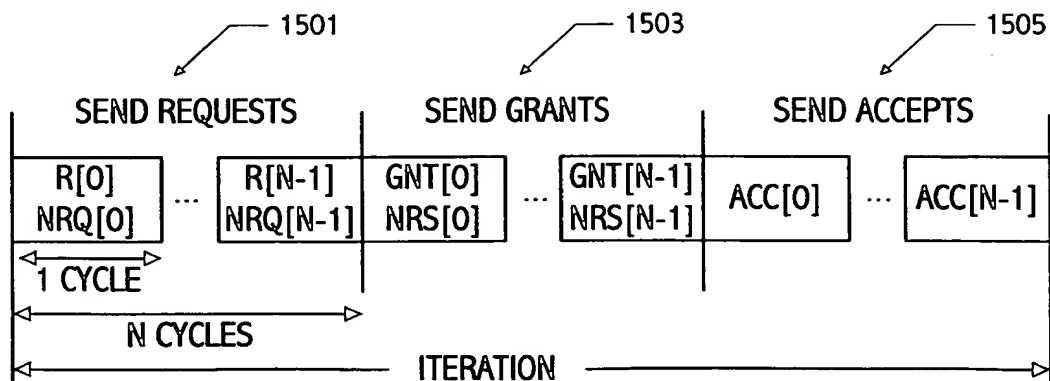 1501
1503
1505
SEND REQUESTS
SEND GRANTS
SEND ACCEPTS
R[0]
NRQ[0]
...
R[N-1]
NRQ[N-1]
GNT[0]
NRS[0]
...
GNT[N-1]
NRS[N-1]
ACC[0]
...
ACC[N-1]
1 CYCLE
N CYCLES
ITERATION